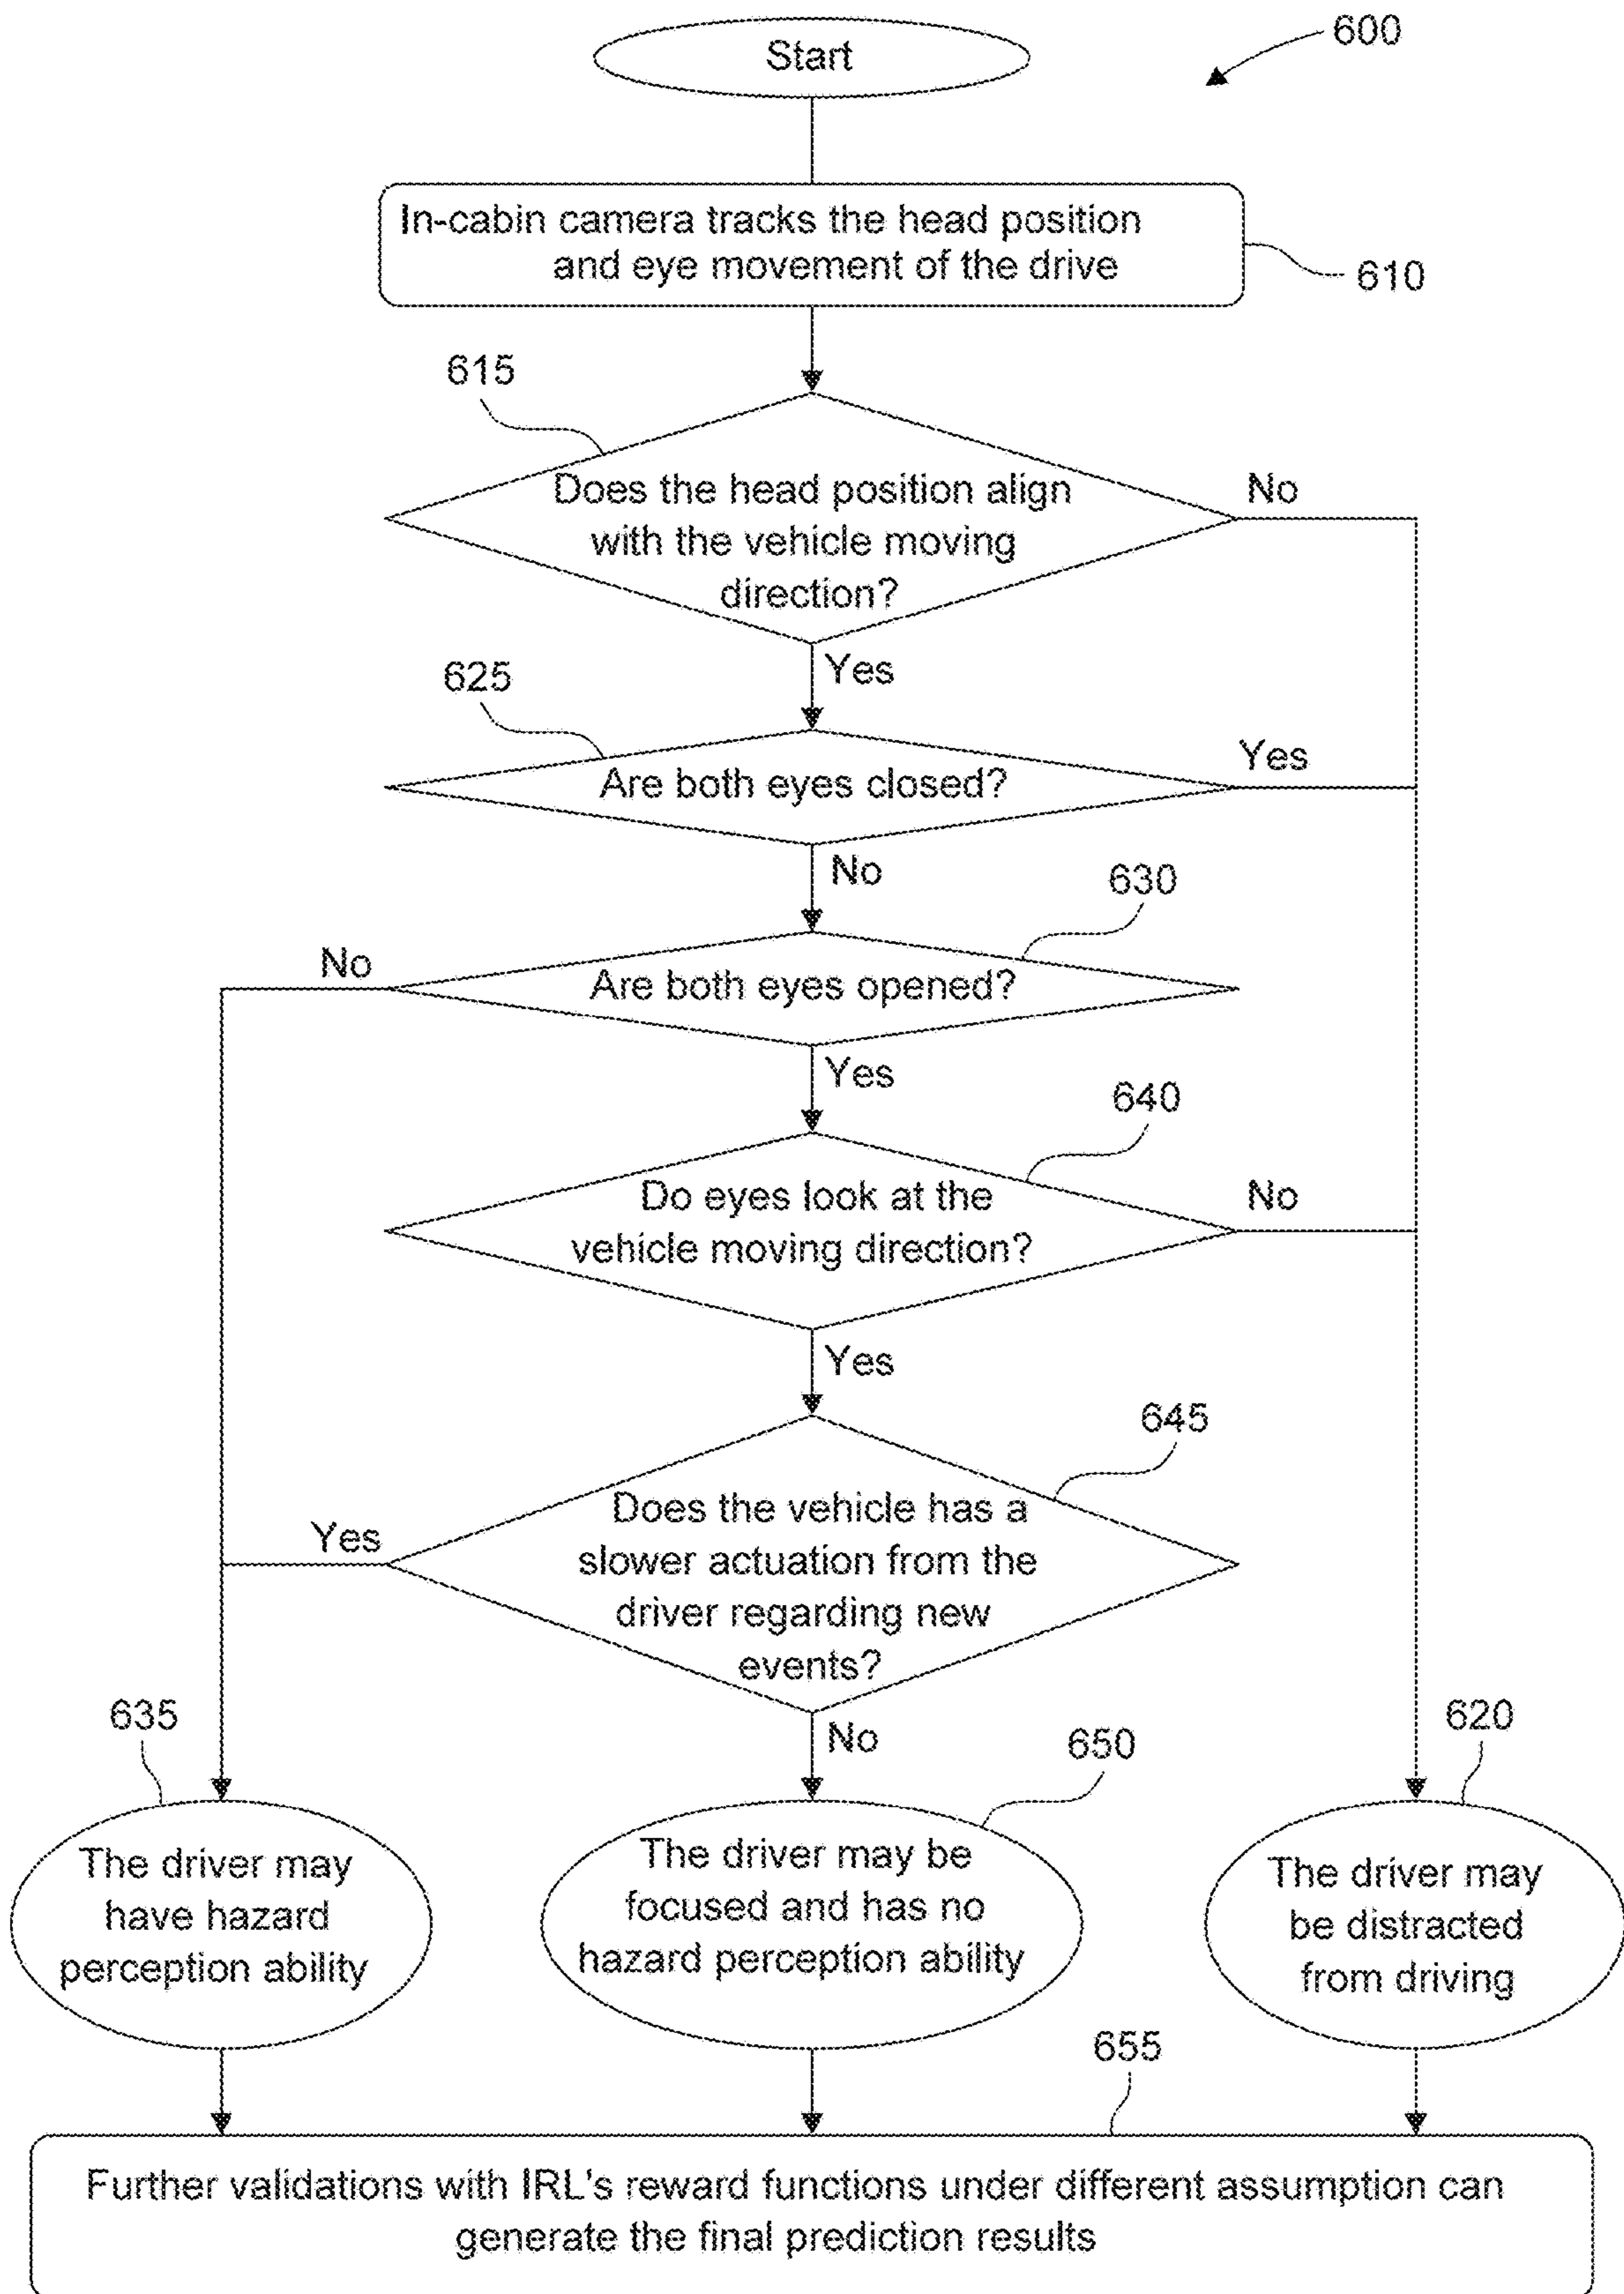 Start
600
In-cabin camera tracks the head position
and eye movement of the drive
610
615
Does the head position align
with the vehicle moving
direction?
No
Yes
625
Are both eyes closed?
Yes
No
630
No
Are both eyes opened?
Yes
640
Do eyes look at the
vehicle moving direction?
No
Yes
645
Does the vehicle has a
slower actuation from the
driver regarding new
events?
Yes
No
635
650
620
The driver may
have hazard
perception ability
The driver may be
focused and has no
hazard perception ability
The driver may
be distracted
from driving
655
Further validations with IRL's reward functions under different assumption can
generate the final prediction results